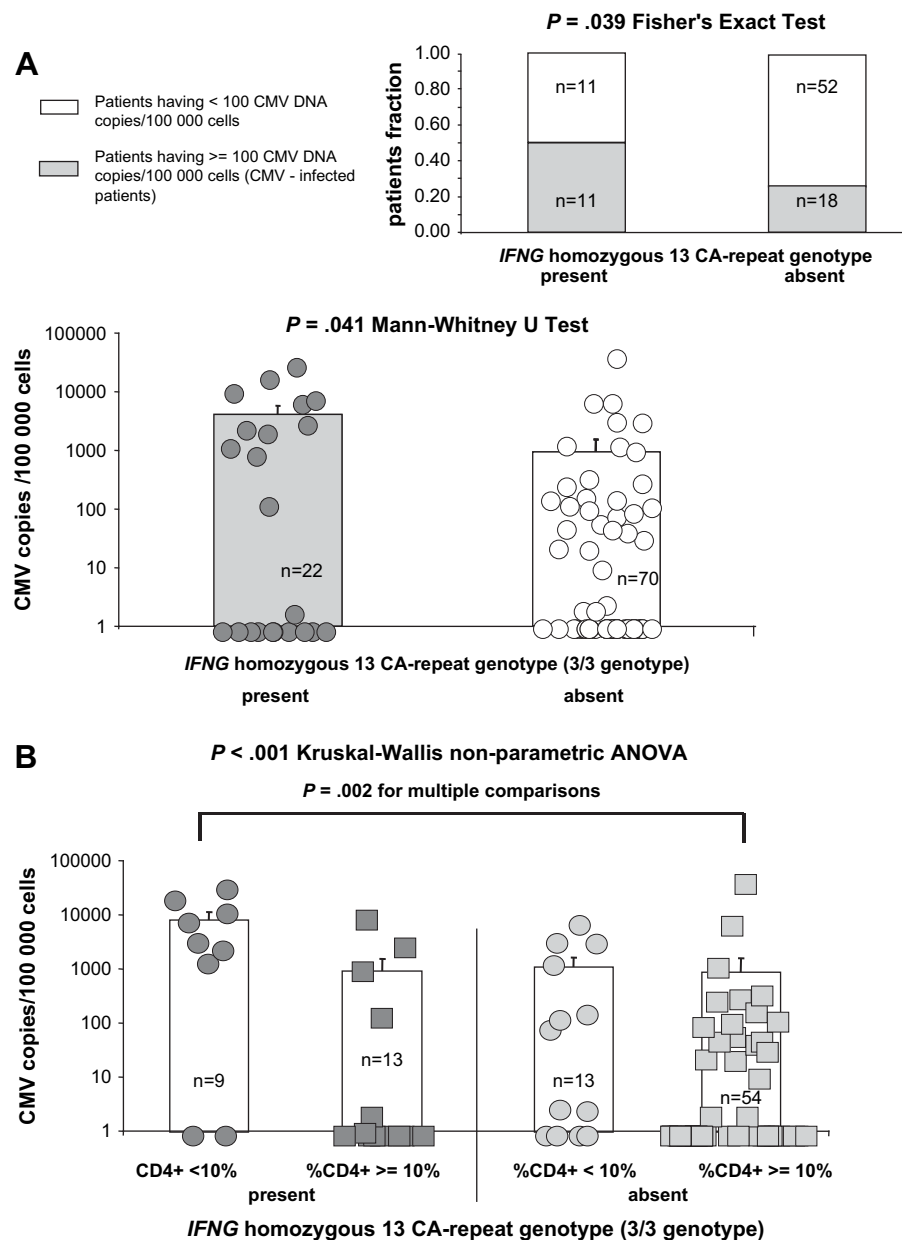 A
P = .039 Fisher's Exact Test
Patients having < 100 CMV DNA
copies/100 000 cells
Patients having >= 100 CMV DNA
copies/100 000 cells (CMV - infected
patients)
patients fraction
1.00
0.80
0.60
0.40
0.20
0.00
n=11
n=52
n=11
n=18
IFNG homozygous 13 CA-repeat genotype
present
absent
P = .041 Mann-Whitney U Test
CMV copies /100 000 cells
100000
10000
1000
100
10
1
n=22
n=70
IFNG homozygous 13 CA-repeat genotype (3/3 genotype)
present
absent
B
P < .001 Kruskal-Wallis non-parametric ANOVA
P = .002 for multiple comparisons
CMV copies/100 000 cells
100000
10000
1000
100
10
1
n=9
n=13
n=13
n=54
CD4+ <10%
%CD4+ >= 10%
%CD4+ < 10%
%CD4+ >= 10%
present
absent
IFNG homozygous 13 CA-repeat genotype (3/3 genotype)